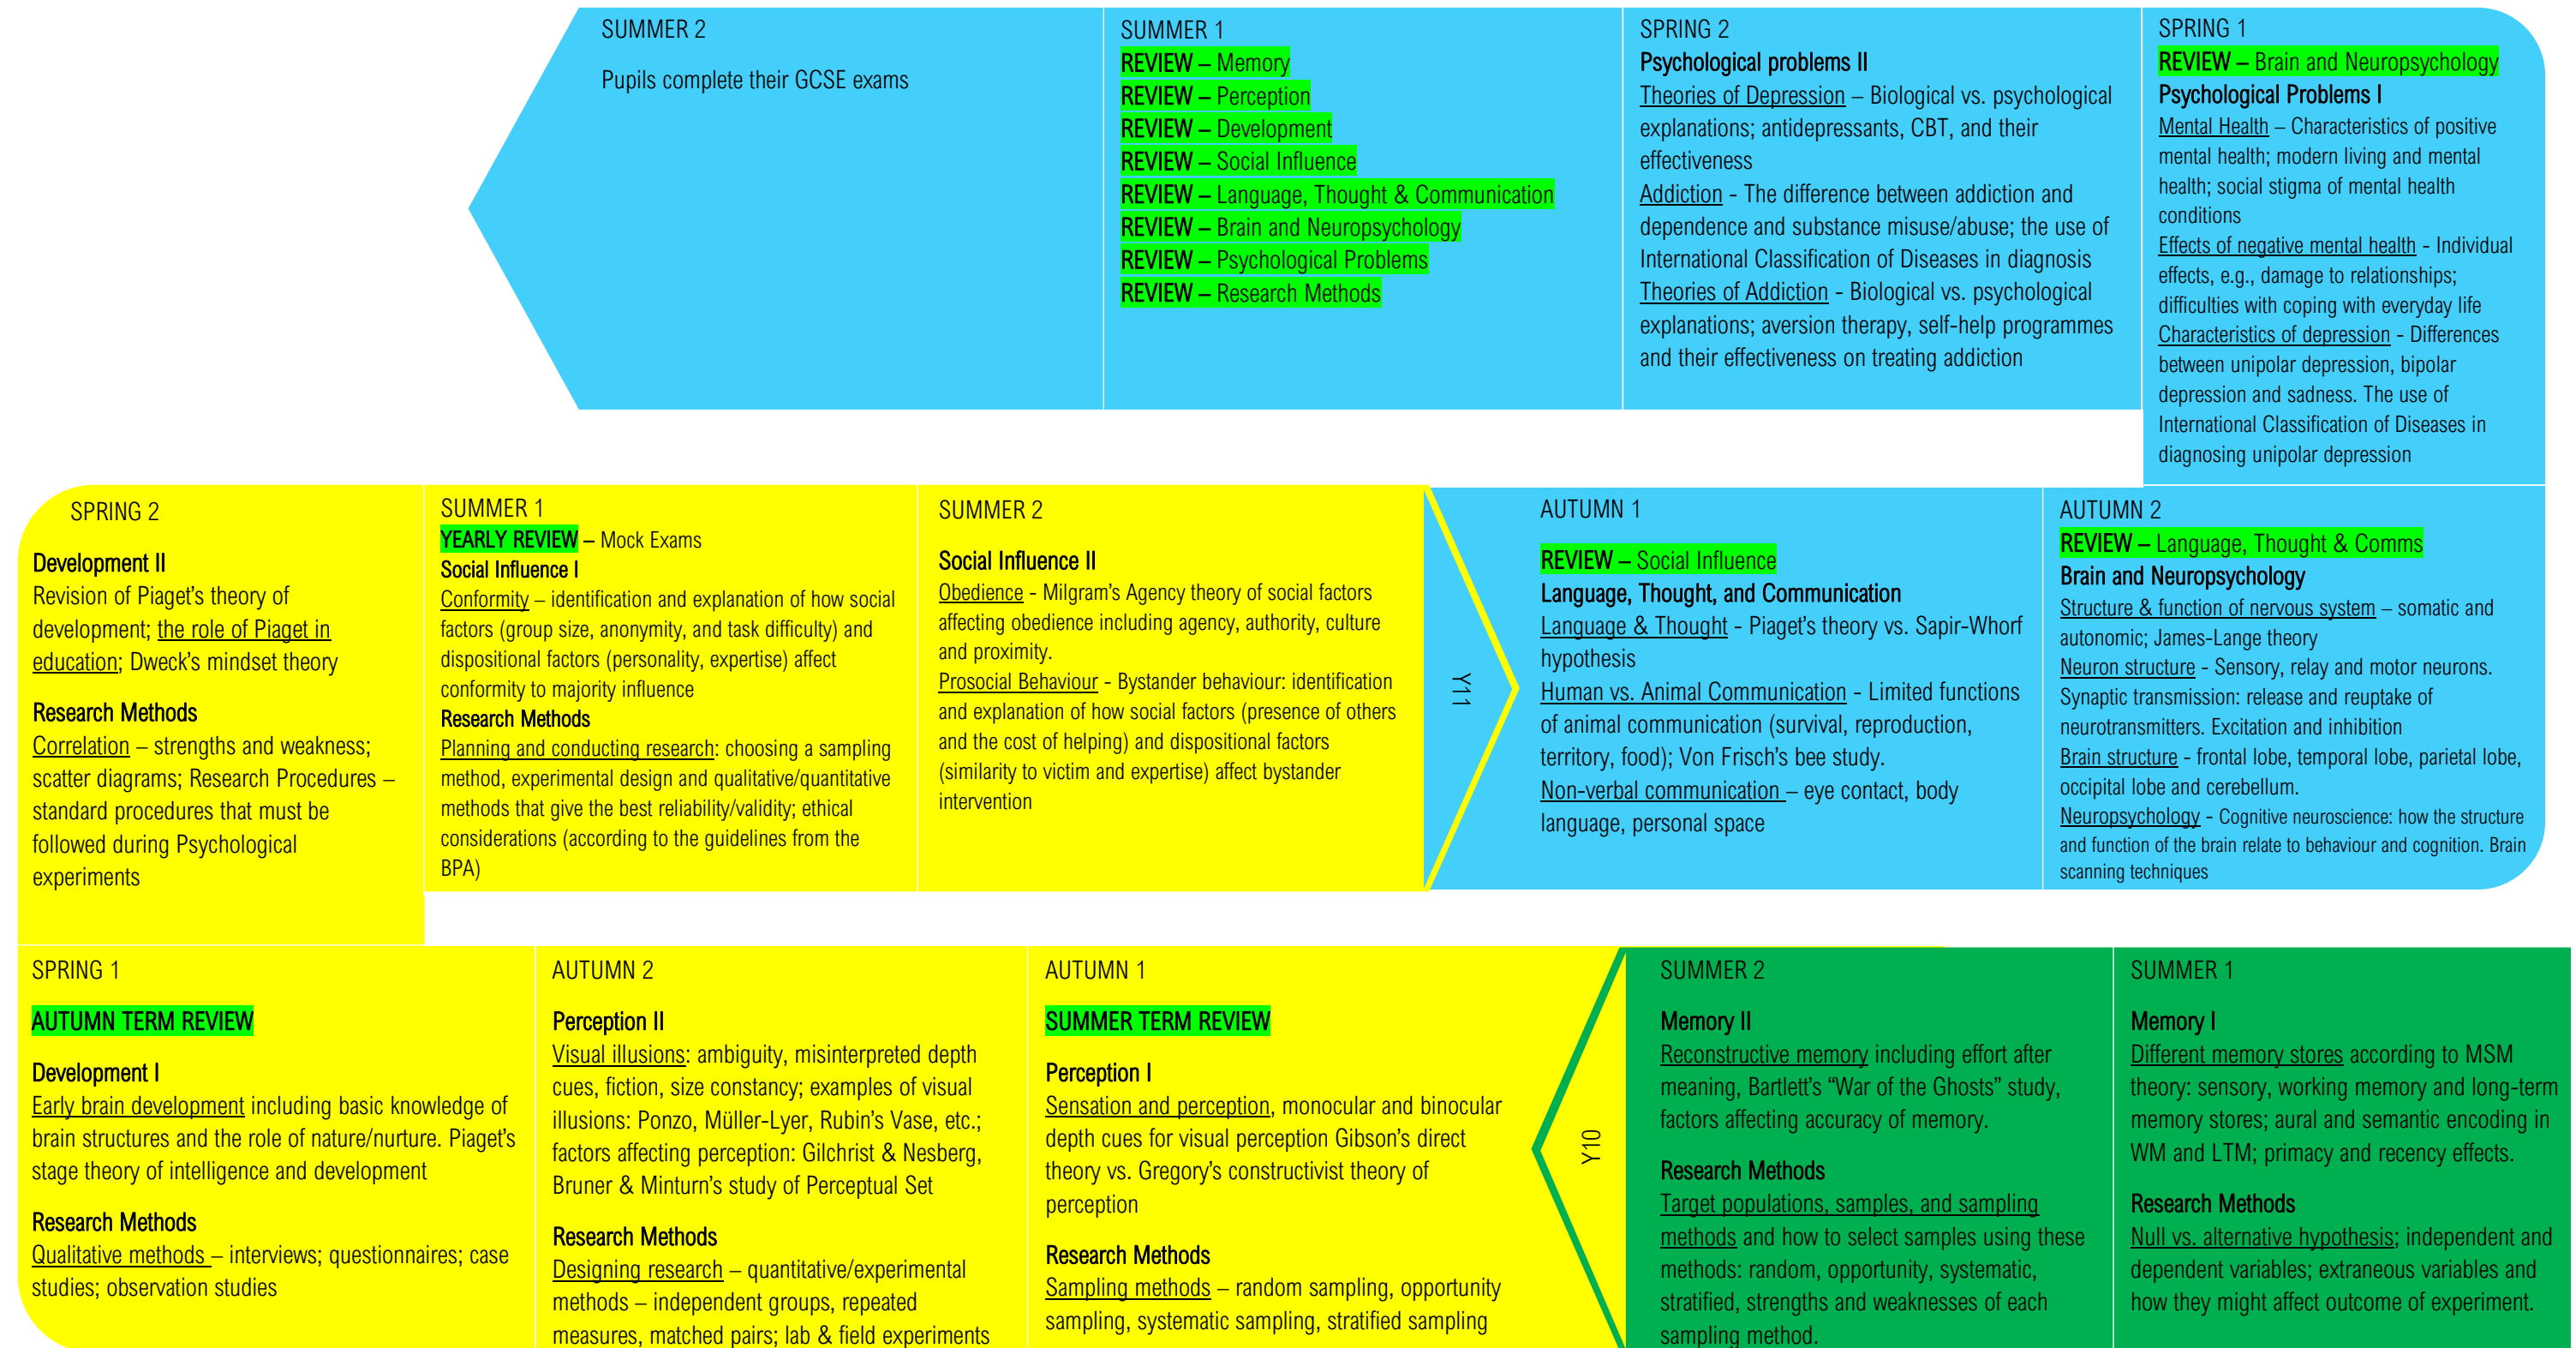 SUMMER 2
Pupils complete their GCSE exams
SUMMER 1
REVIEW – Memory
REVIEW – Perception
REVIEW – Development
REVIEW – Social Influence
REVIEW – Language, Thought & Communication
REVIEW – Brain and Neuropsychology
REVIEW – Psychological Problems
REVIEW – Research Methods
SPRING 2
Psychological problems II
Theories of Depression – Biological vs. psychological
explanations; antidepressants, CBT, and their
effectiveness
Addiction - The difference between addiction and
dependence and substance misuse/abuse; the use of
International Classification of Diseases in diagnosis
Theories of Addiction - Biological vs. psychological
explanations; aversion therapy, self-help programmes
and their effectiveness on treating addiction
SPRING 1
REVIEW – Brain and Neuropsychology
Psychological Problems I
Mental Health – Characteristics of positive
mental health; modern living and mental
health; social stigma of mental health
conditions
Effects of negative mental health - Individual
effects, e.g., damage to relationships;
difficulties with coping with everyday life
Characteristics of depression - Differences
between unipolar depression, bipolar
depression and sadness. The use of
International Classification of Diseases in
diagnosing unipolar depression
SPRING 2
Development II
Revision of Piaget's theory of
development; the role of Piaget in
education; Dweck's mindset theory
Research Methods
Correlation – strengths and weakness;
scatter diagrams; Research Procedures –
standard procedures that must be
followed during Psychological
experiments
SUMMER 1
YEARLY REVIEW – Mock Exams
Social Influence I
Conformity – identification and explanation of how social
factors (group size, anonymity, and task difficulty) and
dispositional factors (personality, expertise) affect
conformity to majority influence
Research Methods
Planning and conducting research: choosing a sampling
method, experimental design and qualitative/quantitative
methods that give the best reliability/validity; ethical
considerations (according to the guidelines from the
BPA)
SUMMER 2
Social Influence II
Obedience - Milgram's Agency theory of social factors
affecting obedience including agency, authority, culture
and proximity.
Prosocial Behaviour - Bystander behaviour: identification
and explanation of how social factors (presence of others
and the cost of helping) and dispositional factors
(similarity to victim and expertise) affect bystander
intervention
Y11
AUTUMN 1
REVIEW – Social Influence
Language, Thought, and Communication
Language & Thought - Piaget's theory vs. Sapir-Whorf
hypothesis
Human vs. Animal Communication - Limited functions
of animal communication (survival, reproduction,
territory, food); Von Frisch's bee study.
Non-verbal communication – eye contact, body
language, personal space
AUTUMN 2
REVIEW – Language, Thought & Comms
Brain and Neuropsychology
Structure & function of nervous system – somatic and
autonomic; James-Lange theory
Neuron structure - Sensory, relay and motor neurons.
Synaptic transmission: release and reuptake of
neurotransmitters. Excitation and inhibition
Brain structure - frontal lobe, temporal lobe, parietal lobe,
occipital lobe and cerebellum.
Neuropsychology - Cognitive neuroscience: how the structure
and function of the brain relate to behaviour and cognition. Brain
scanning techniques
SPRING 1
AUTUMN TERM REVIEW
Development I
Early brain development including basic knowledge of
brain structures and the role of nature/nurture. Piaget's
stage theory of intelligence and development
Research Methods
Qualitative methods – interviews; questionnaires; case
studies; observation studies
AUTUMN 2
Perception II
Visual illusions: ambiguity, misinterpreted depth
cues, fiction, size constancy; examples of visual
illusions: Ponzo, Müller-Lyer, Rubin's Vase, etc.;
factors affecting perception: Gilchrist & Nesberg,
Bruner & Minturn's study of Perceptual Set
Research Methods
Designing research – quantitative/experimental
methods – independent groups, repeated
measures, matched pairs; lab & field experiments
AUTUMN 1
SUMMER TERM REVIEW
Perception I
Sensation and perception, monocular and binocular
depth cues for visual perception Gibson's direct
theory vs. Gregory's constructivist theory of
perception
Research Methods
Sampling methods – random sampling, opportunity
sampling, systematic sampling, stratified sampling
Y10
SUMMER 2
Memory II
Reconstructive memory including effort after
meaning, Bartlett's “War of the Ghosts” study,
factors affecting accuracy of memory.
Research Methods
Target populations, samples, and sampling
methods and how to select samples using these
methods: random, opportunity, systematic,
stratified, strengths and weaknesses of each
sampling method.
SUMMER 1
Memory I
Different memory stores according to MSM
theory: sensory, working memory and long-term
memory stores; aural and semantic encoding in
WM and LTM; primacy and recency effects.
Research Methods
Null vs. alternative hypothesis; independent and
dependent variables; extraneous variables and
how they might affect outcome of experiment.